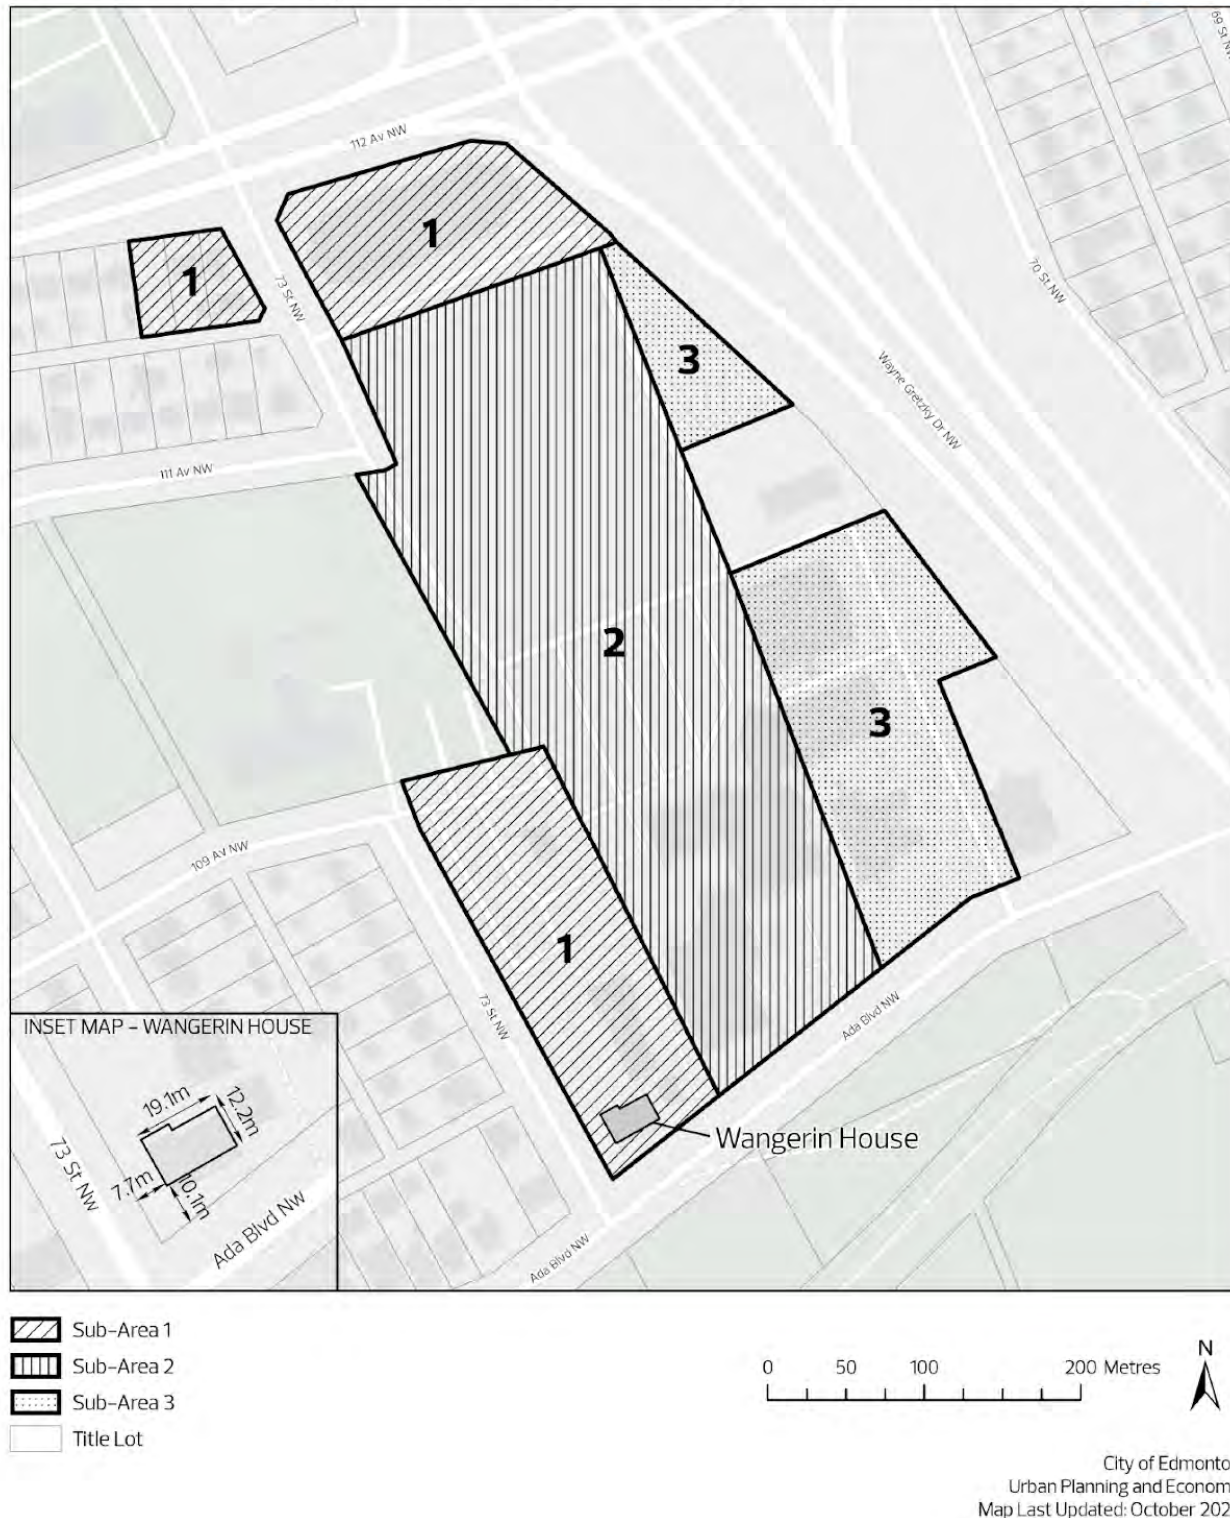 69 St NW
112 Av NW
1
1
73 St NW
70 St NW
3
Wayne Gretzky Dr NW
111 Av NW
2
3
109 Av NW
1
73 St NW
Ada Blvd NW
INSET MAP - WANGERIN HOUSE
19.1m
12.2m
Wangerin House
73 St NW
7.7m
10.1m
Ada Blvd Nw
Ada Blvd NW
Sub-Area 1
Sub-Area 2
Sub-Area 3
Title Lot
0 50 100 200 Metres
N
City of Edmonto
Urban Planning and Econom
Map Last Updated: October 202